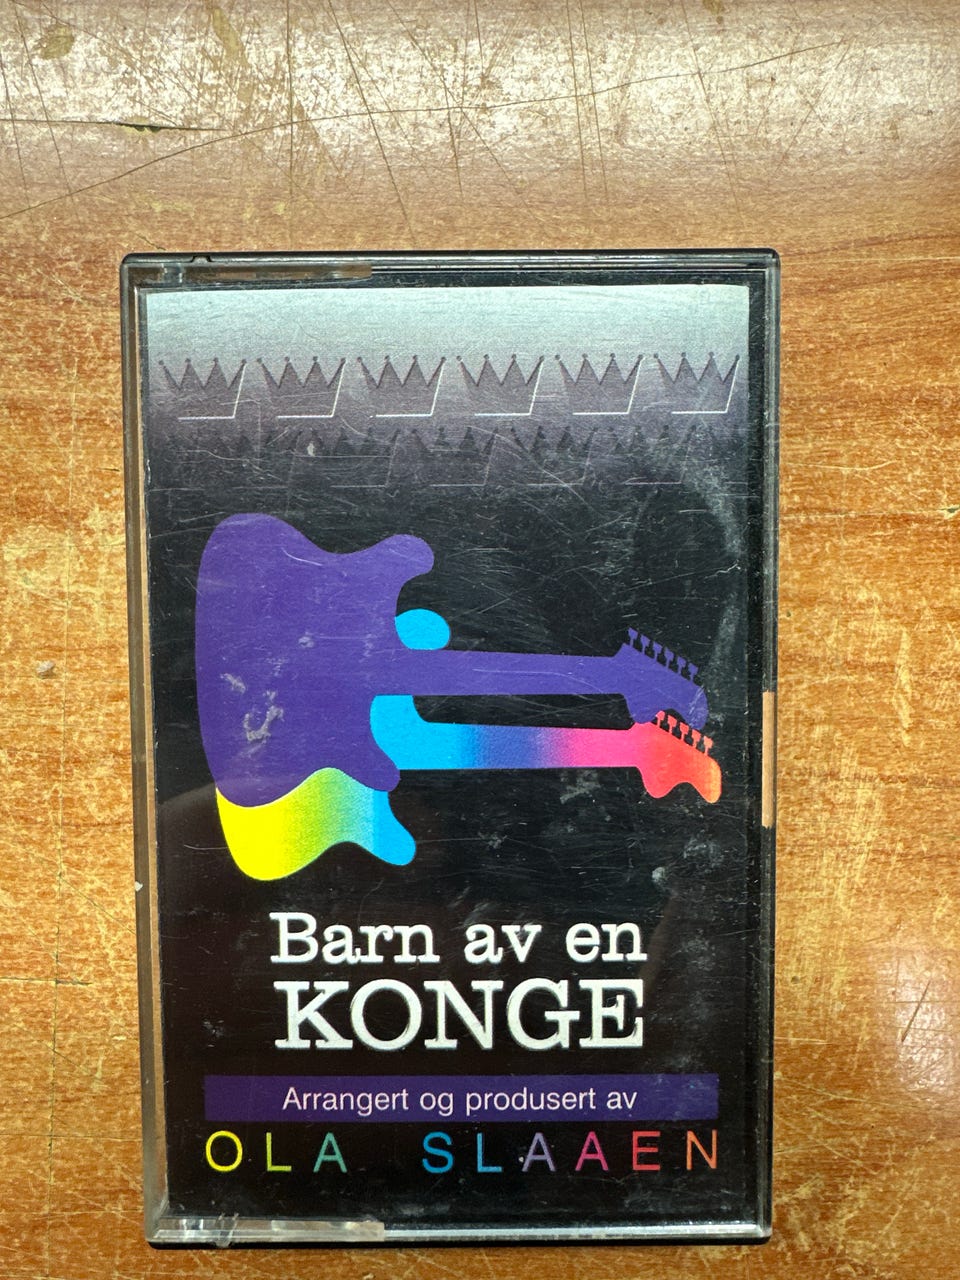 Barn av en
KONGE
Arrangert og produsert av
OLA SLAAEN